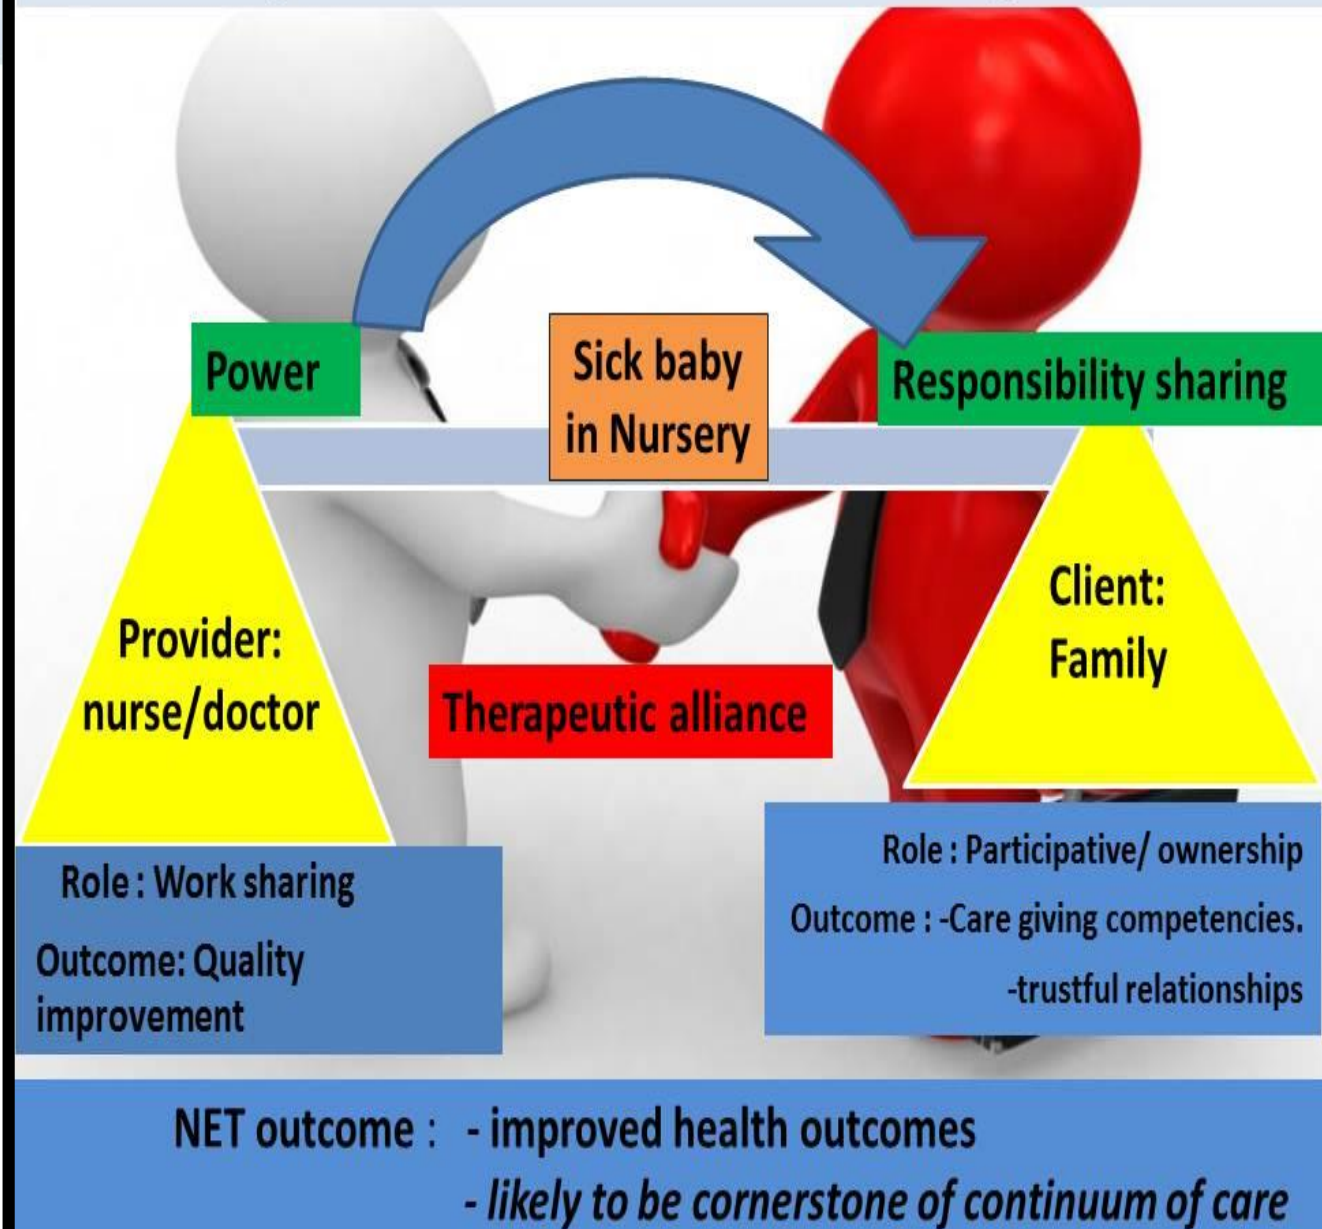 Power
Sick baby
in Nursery
Responsibility sharing
Provider:
nurse/doctor
Therapeutic alliance
Client:
Family
Role : Work sharing
Outcome: Quality
improvement
Role : Participative/ ownership
Outcome : -Care giving competencies.
-trustful relationships
NET outcome : - improved health outcomes
- likely to be cornerstone of continuum of care